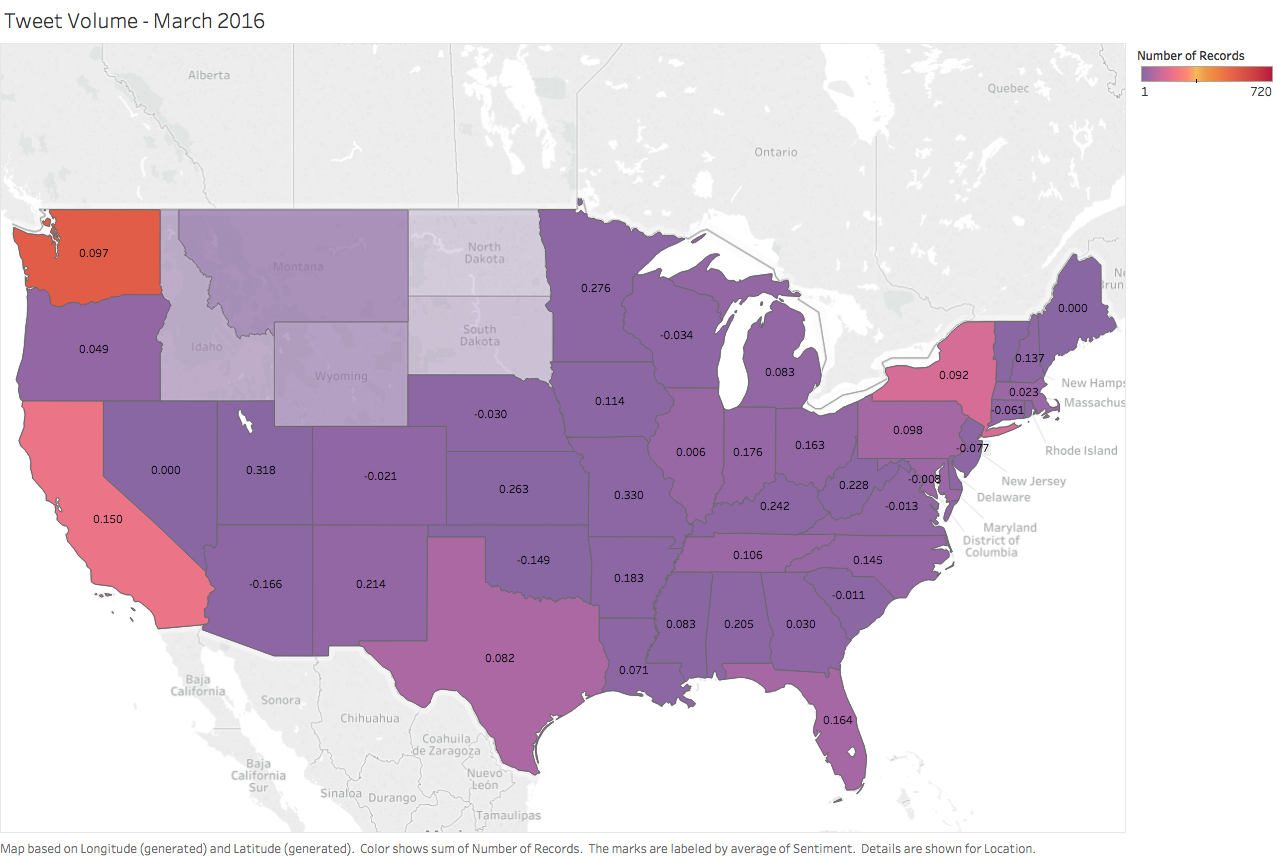 Tweet Volume - March 2016
Number of Records
1
720
Alberta
Quebec
Ontario
North
Dakota
Montana
0.097
0.276
0.000
South
Dakota
-0.034
0.049
Idaho
0.137
Wyoming
0.083
0.092
New Hamps
0.023
Massachus
0.114
-0.030
-0.061
0.098
0.000
0.318
-0.021
0.006
0.176
0.163
-0.077
Rhode Island
0.263
0.330
0.228
-0.008
New Jersey
Delaware
0.150
0.242
-0.013
Maryland
District of
Columbia
0.106
0.145
-0.149
-0.166
0.214
0.183
-0.011
0.083
0.205
0.030
0.082
0.071
0.164
Baja
California
Sonora
Chihuahua
Coahuila
de Zaragoza
Baja
California
Sur
Nuevo
León
Sinaloa
Durango
Tamaulipas
Map based on Longitude (generated) and Latitude (generated).  Color shows sum of Number of Records.  The marks are labeled by average of Sentiment.  Details are shown for Location.